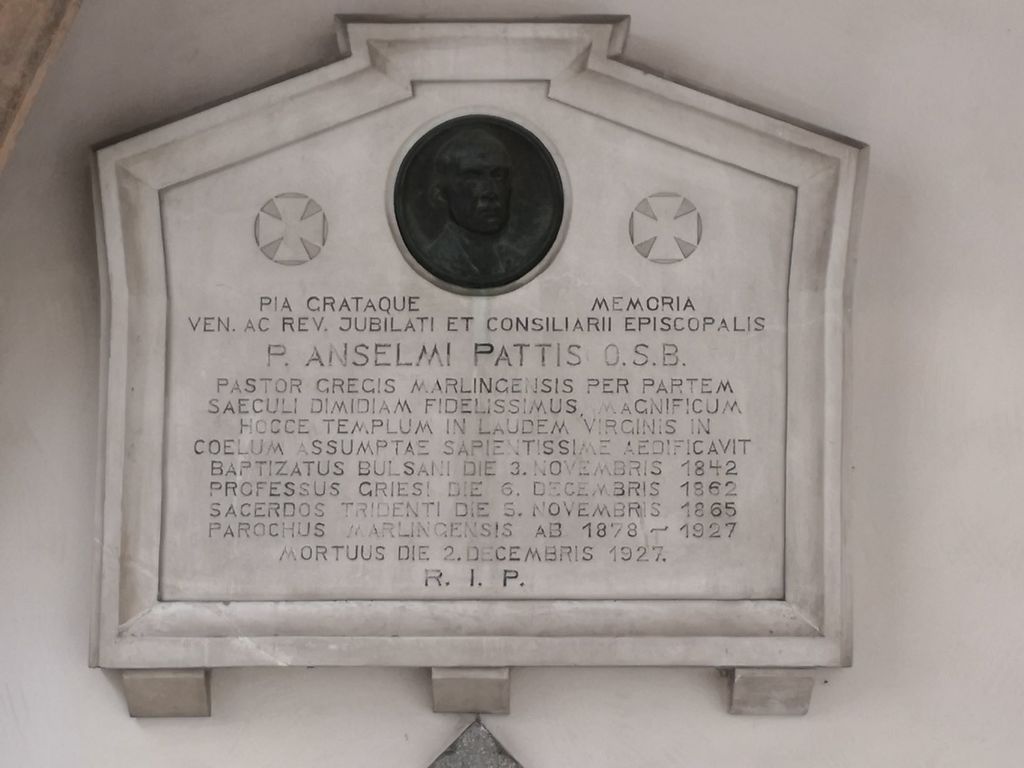 PIA GRATAQUE MEMORIA
VEN. AC REV. JUBILATI ET CONSILIARII EPISCOPALIS
P. ANSELMI PATTIS O.S.B.
PASTOR GREGIS MARLINGENSIS PER PARTEM
SAECULI DIMIDIAM FIDELISSIMUS, MAGNIFICUM
HOCCE TEMPLUM IN LAUDEM VIRGINIS IN
COELUM ASSUMPTAE SAPIENTISSIME AEDIFICAVIT
BAPTIZATUS BULSANI DIE 3. NOVEMBRIS 1842
PROFESSUS GRIESI DIE 6. DECEMBRIS 1862
SACERDOS TRIDENTI DIE 5. NOVEMBRIS 1865
PAROCHUS MARLINGENSIS AB 1878 – 1927
MORTUUS DIE 2. DECEMBRIS 1927.
R. I. P.